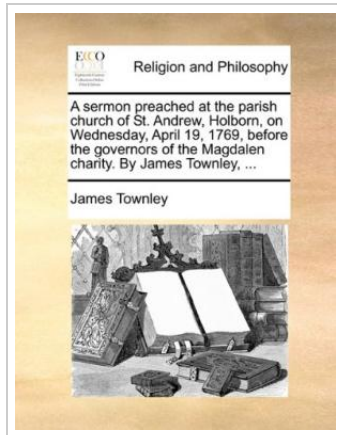 ECCO
Religion and Philosophy
A sermon preached at the parish
church of St. Andrew, Holborn, on
Wednesday, April 19, 1769, before
the governors of the Magdalen
charity. By James Townley, ...
James Townley